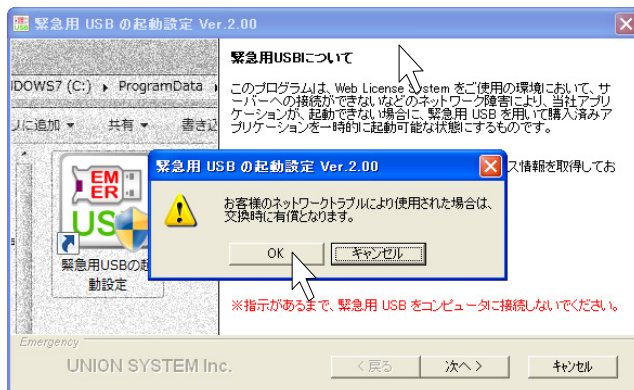 緊急用 USB の起動設定 Ver.2.00
緊急用USBについて
このプログラムは、Web License System をご使用の環境において、サ
ーバーへの接続ができないなどのネットワーク障害により、当社アプリ
ケーションが、起動できない場合に、緊急用 USB を用いて購入済みア
プリケーションを一時的に起動可能な状態にするものです。
ス情報を取得してお
IDOWS7 (C:) ▸ ProgramData
リに追加 ▾ 共有 ▾ 書き込
EM
ER
US
緊急用USBの起
動設定
緊急用 USB の起動設定 Ver.2.00
お客様のネットワークトラブルにより使用された場合は、
交換時に有償となります。
OK キャンセル
※指示があるまで、緊急用 USB をコンピュータに接続しないでください。
Emergency
UNION SYSTEM Inc.
< 戻る 次へ > キャンセル